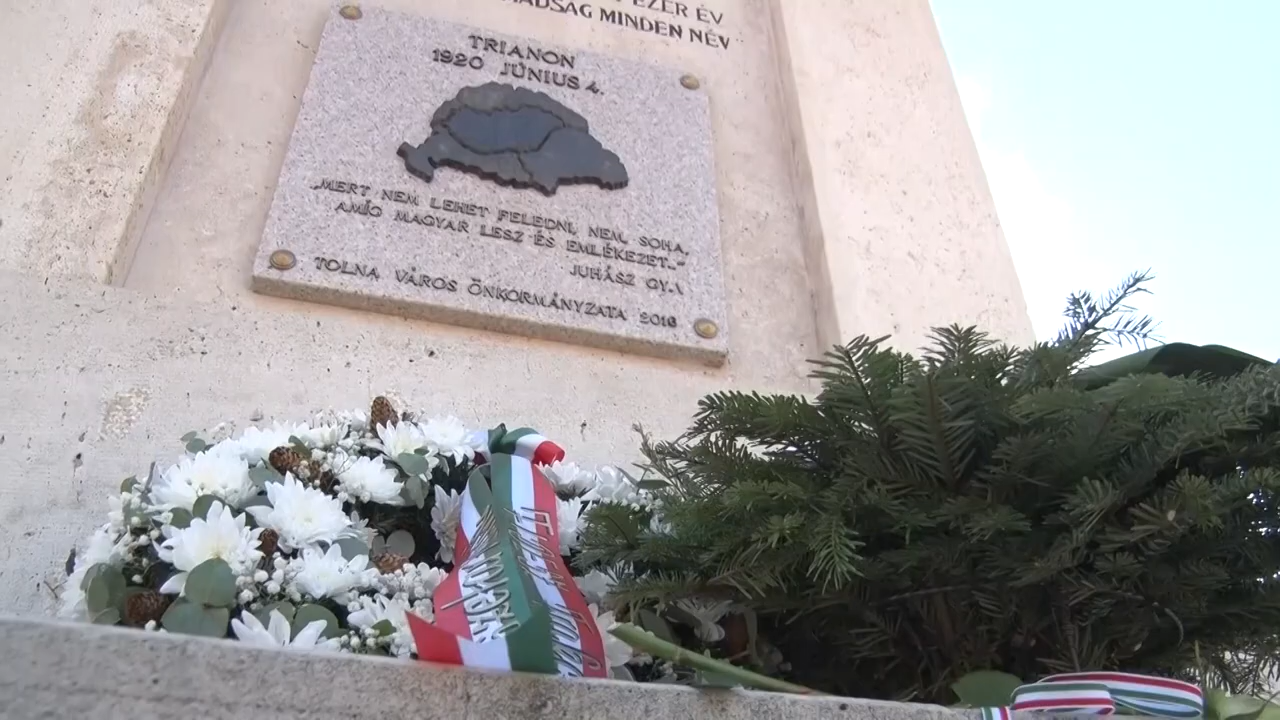 EZER ÉV
MINDEN NÉV
TRIANON
1920 JÚNIUS 4.
„MERT NEM LEHET FELEDNI, NEM, SOHA,
AMÍG MAGYAR LESZ ÉS EMLÉKEZET..."
JUHÁSZ GY.
TOLNA VÁROS ÖNKORMÁNYZATA 2016